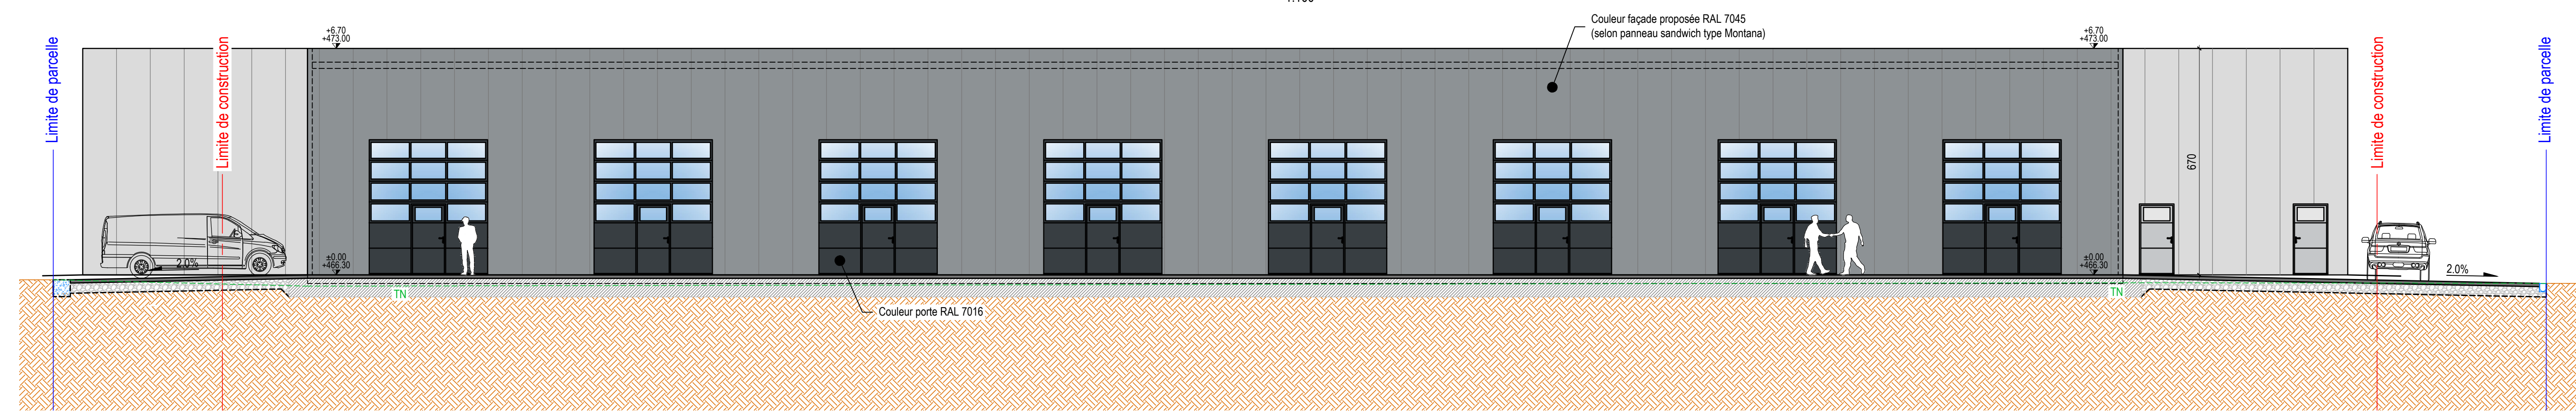 Couleur façade proposée RAL 7045
(selon panneau sandwich type Montana)
Limite de parcelle
Limite de construction
+6.70
+473.00
+6.70
+473.00
Limite de construction
Limite de parcelle
670
2.0%
±0.00
+466.30
±0.00
+466.30
2.0%
TN
TN
Couleur porte RAL 7016